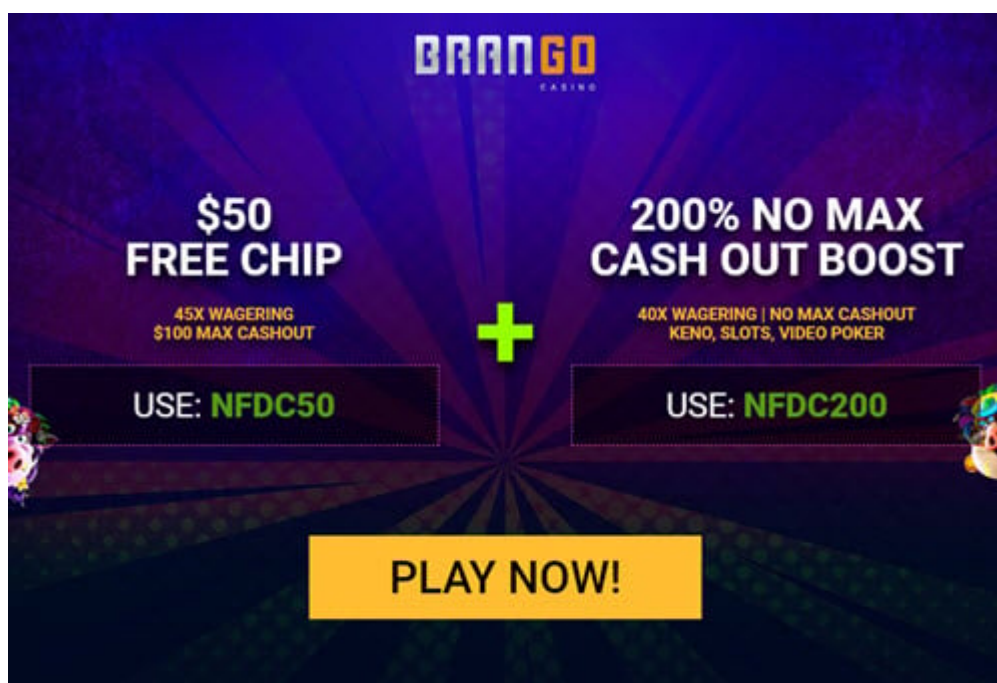 BRANGO
CASINO
$50
FREE CHIP
45X WAGERING
$100 MAX CASHOUT
USE: NFDC50
200% NO MAX
CASH OUT BOOST
40X WAGERING | NO MAX CASHOUT
KENO, SLOTS, VIDEO POKER
USE: NFDC200
PLAY NOW!